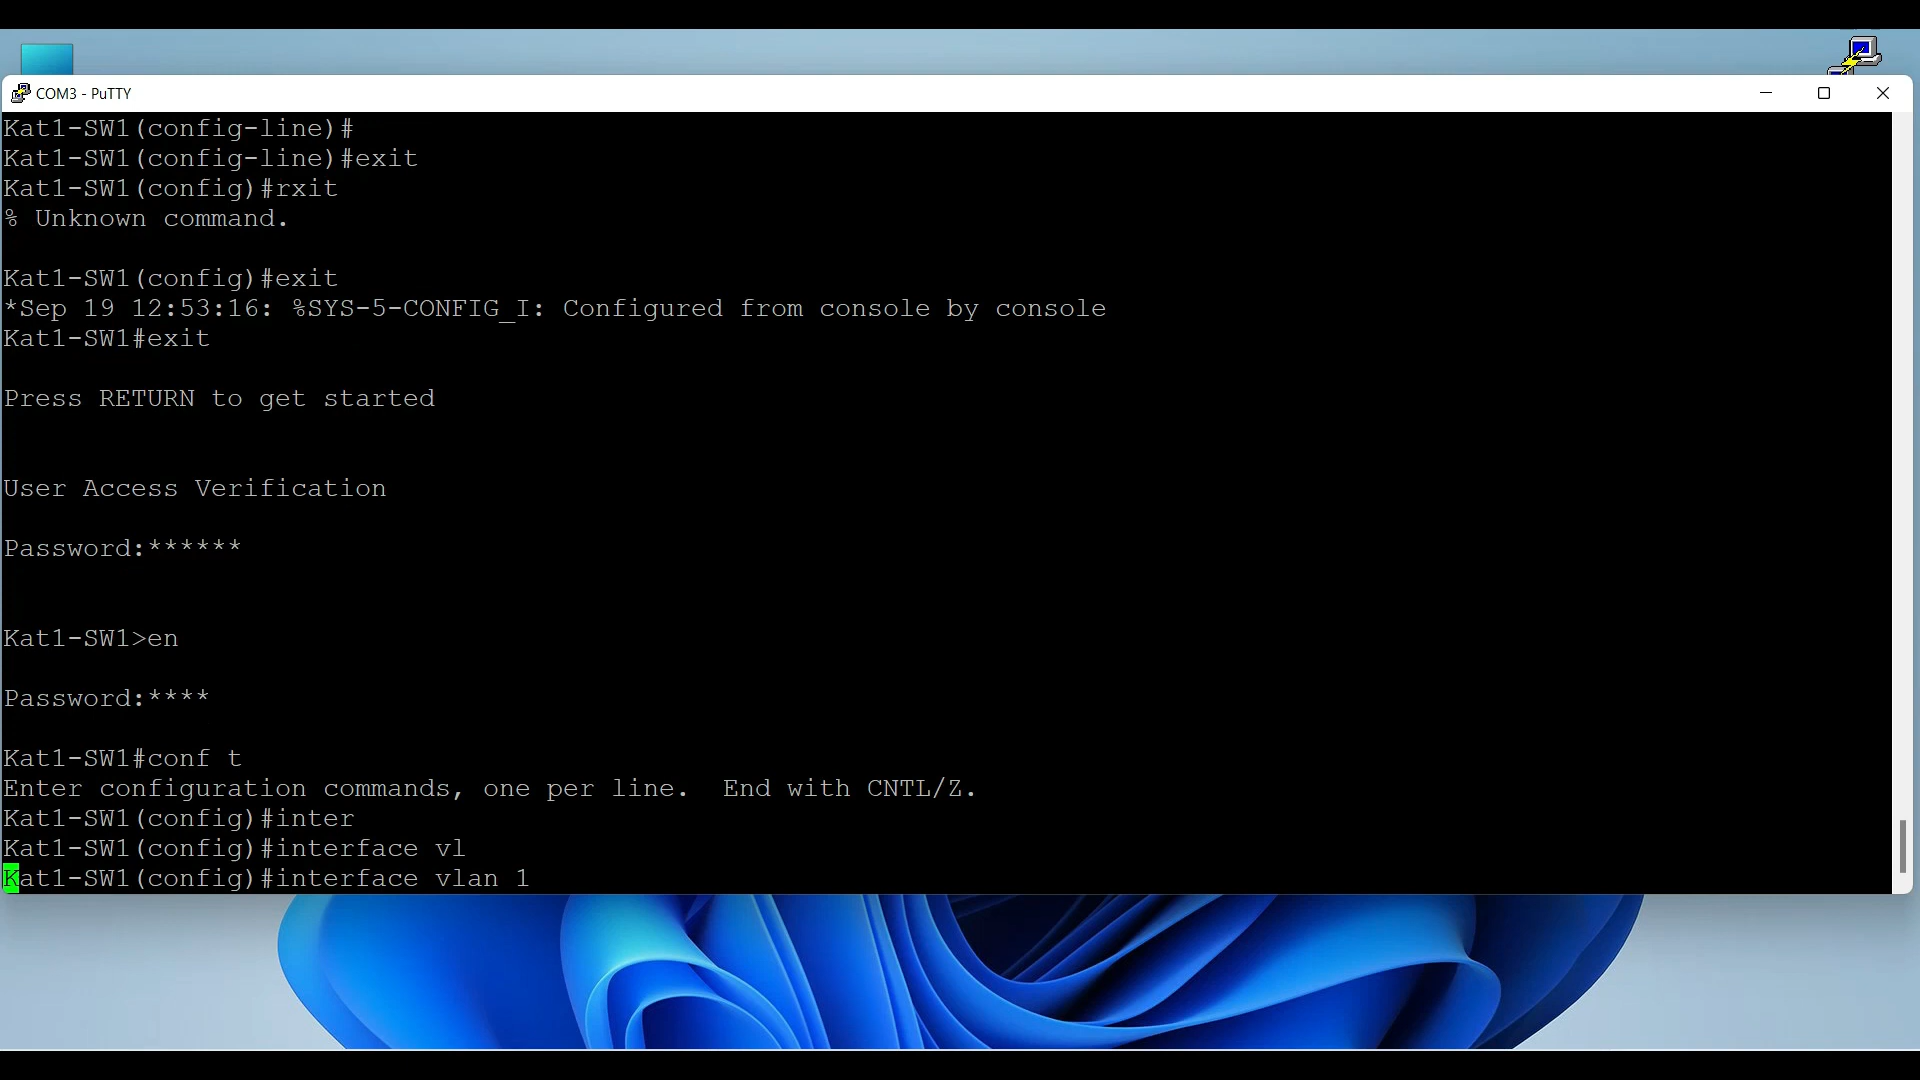 COM3 - PuTTY
Kat1-SW1(config-line)#
Kat1-SW1(config-line)#exit
Kat1-SW1(config)#rxit
% Unknown command.
Kat1-SW1(config)#exit
*Sep 19 12:53:16: %SYS-5-CONFIG_I: Configured from console by console
Kat1-SW1#exit
Press RETURN to get started
User Access Verification
Password:******
Kat1-SW1>en
Password:****
Kat1-SW1#conf t
Enter configuration commands, one per line.  End with CNTL/Z.
Kat1-SW1(config)#inter
Kat1-SW1(config)#interface vl
Kat1-SW1(config)#interface vlan 1